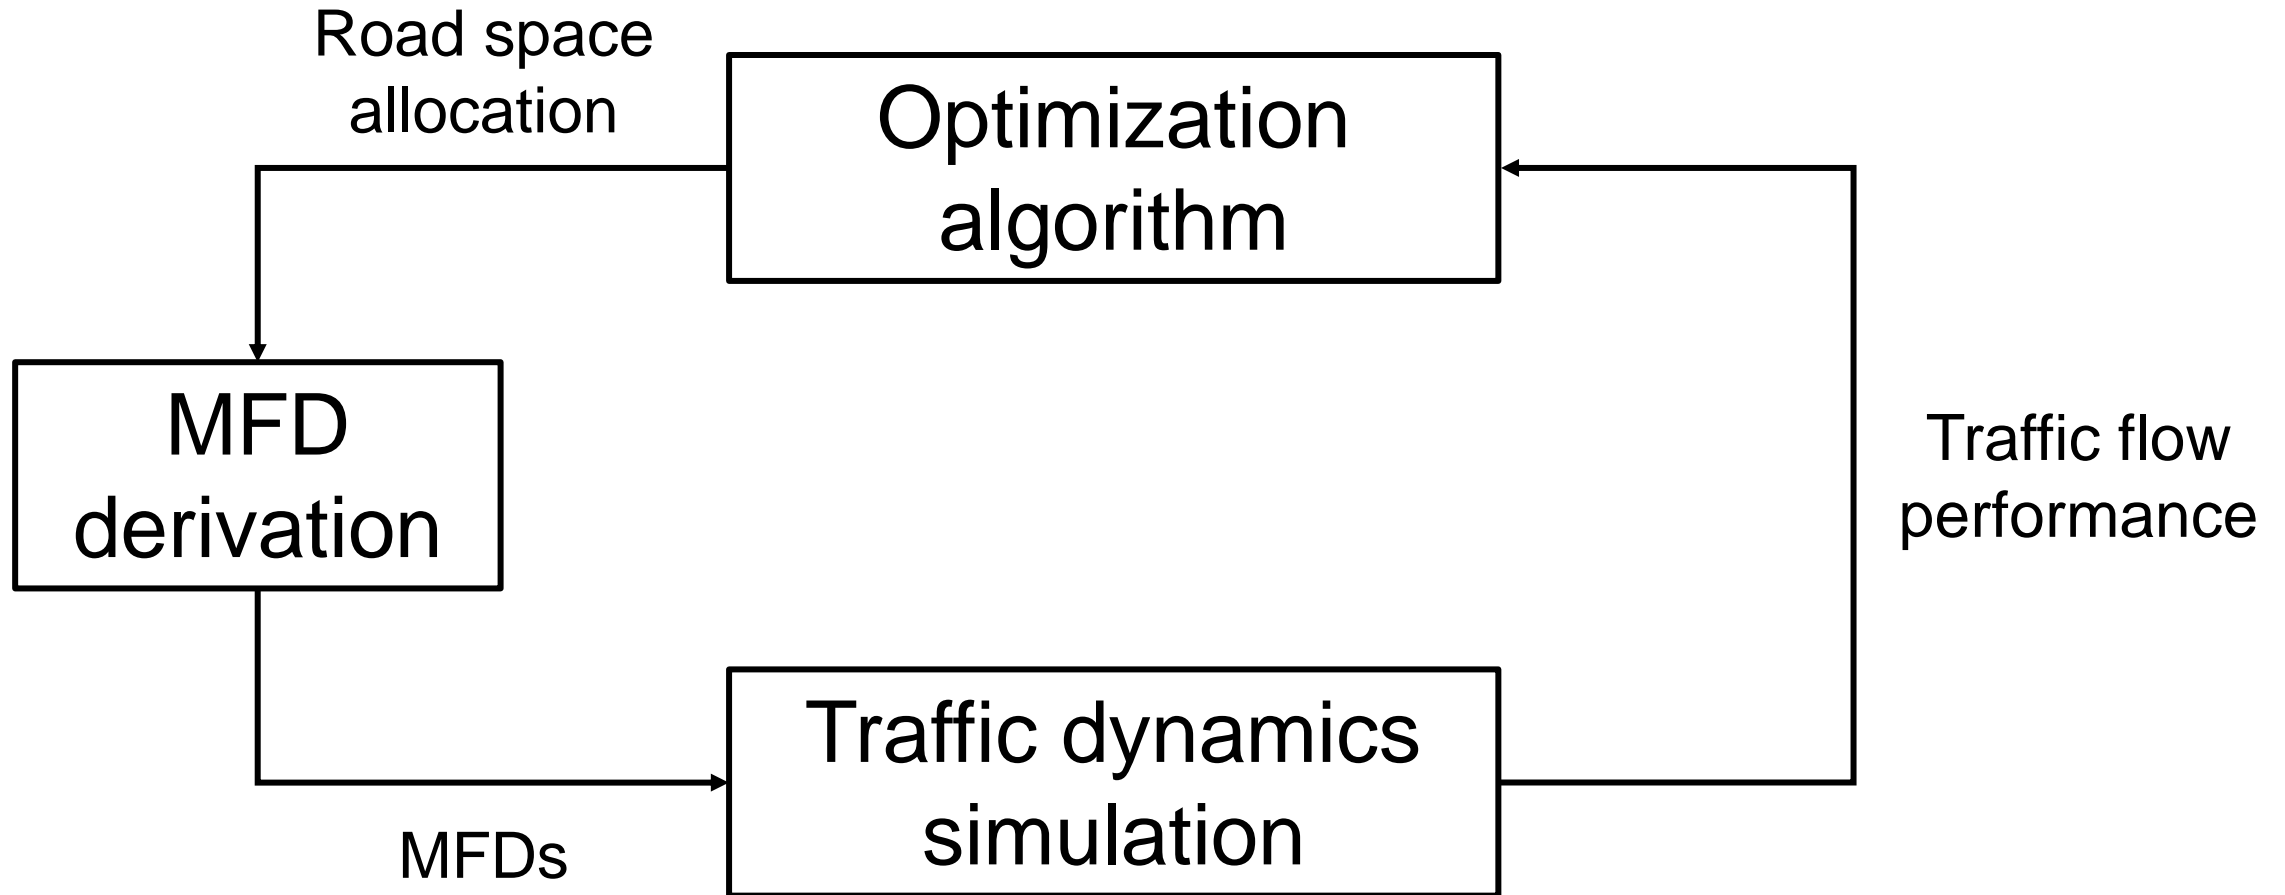 Road space
allocation
Optimization
algorithm
MFD
derivation
Traffic flow
performance
Traffic dynamics
simulation
MFDs